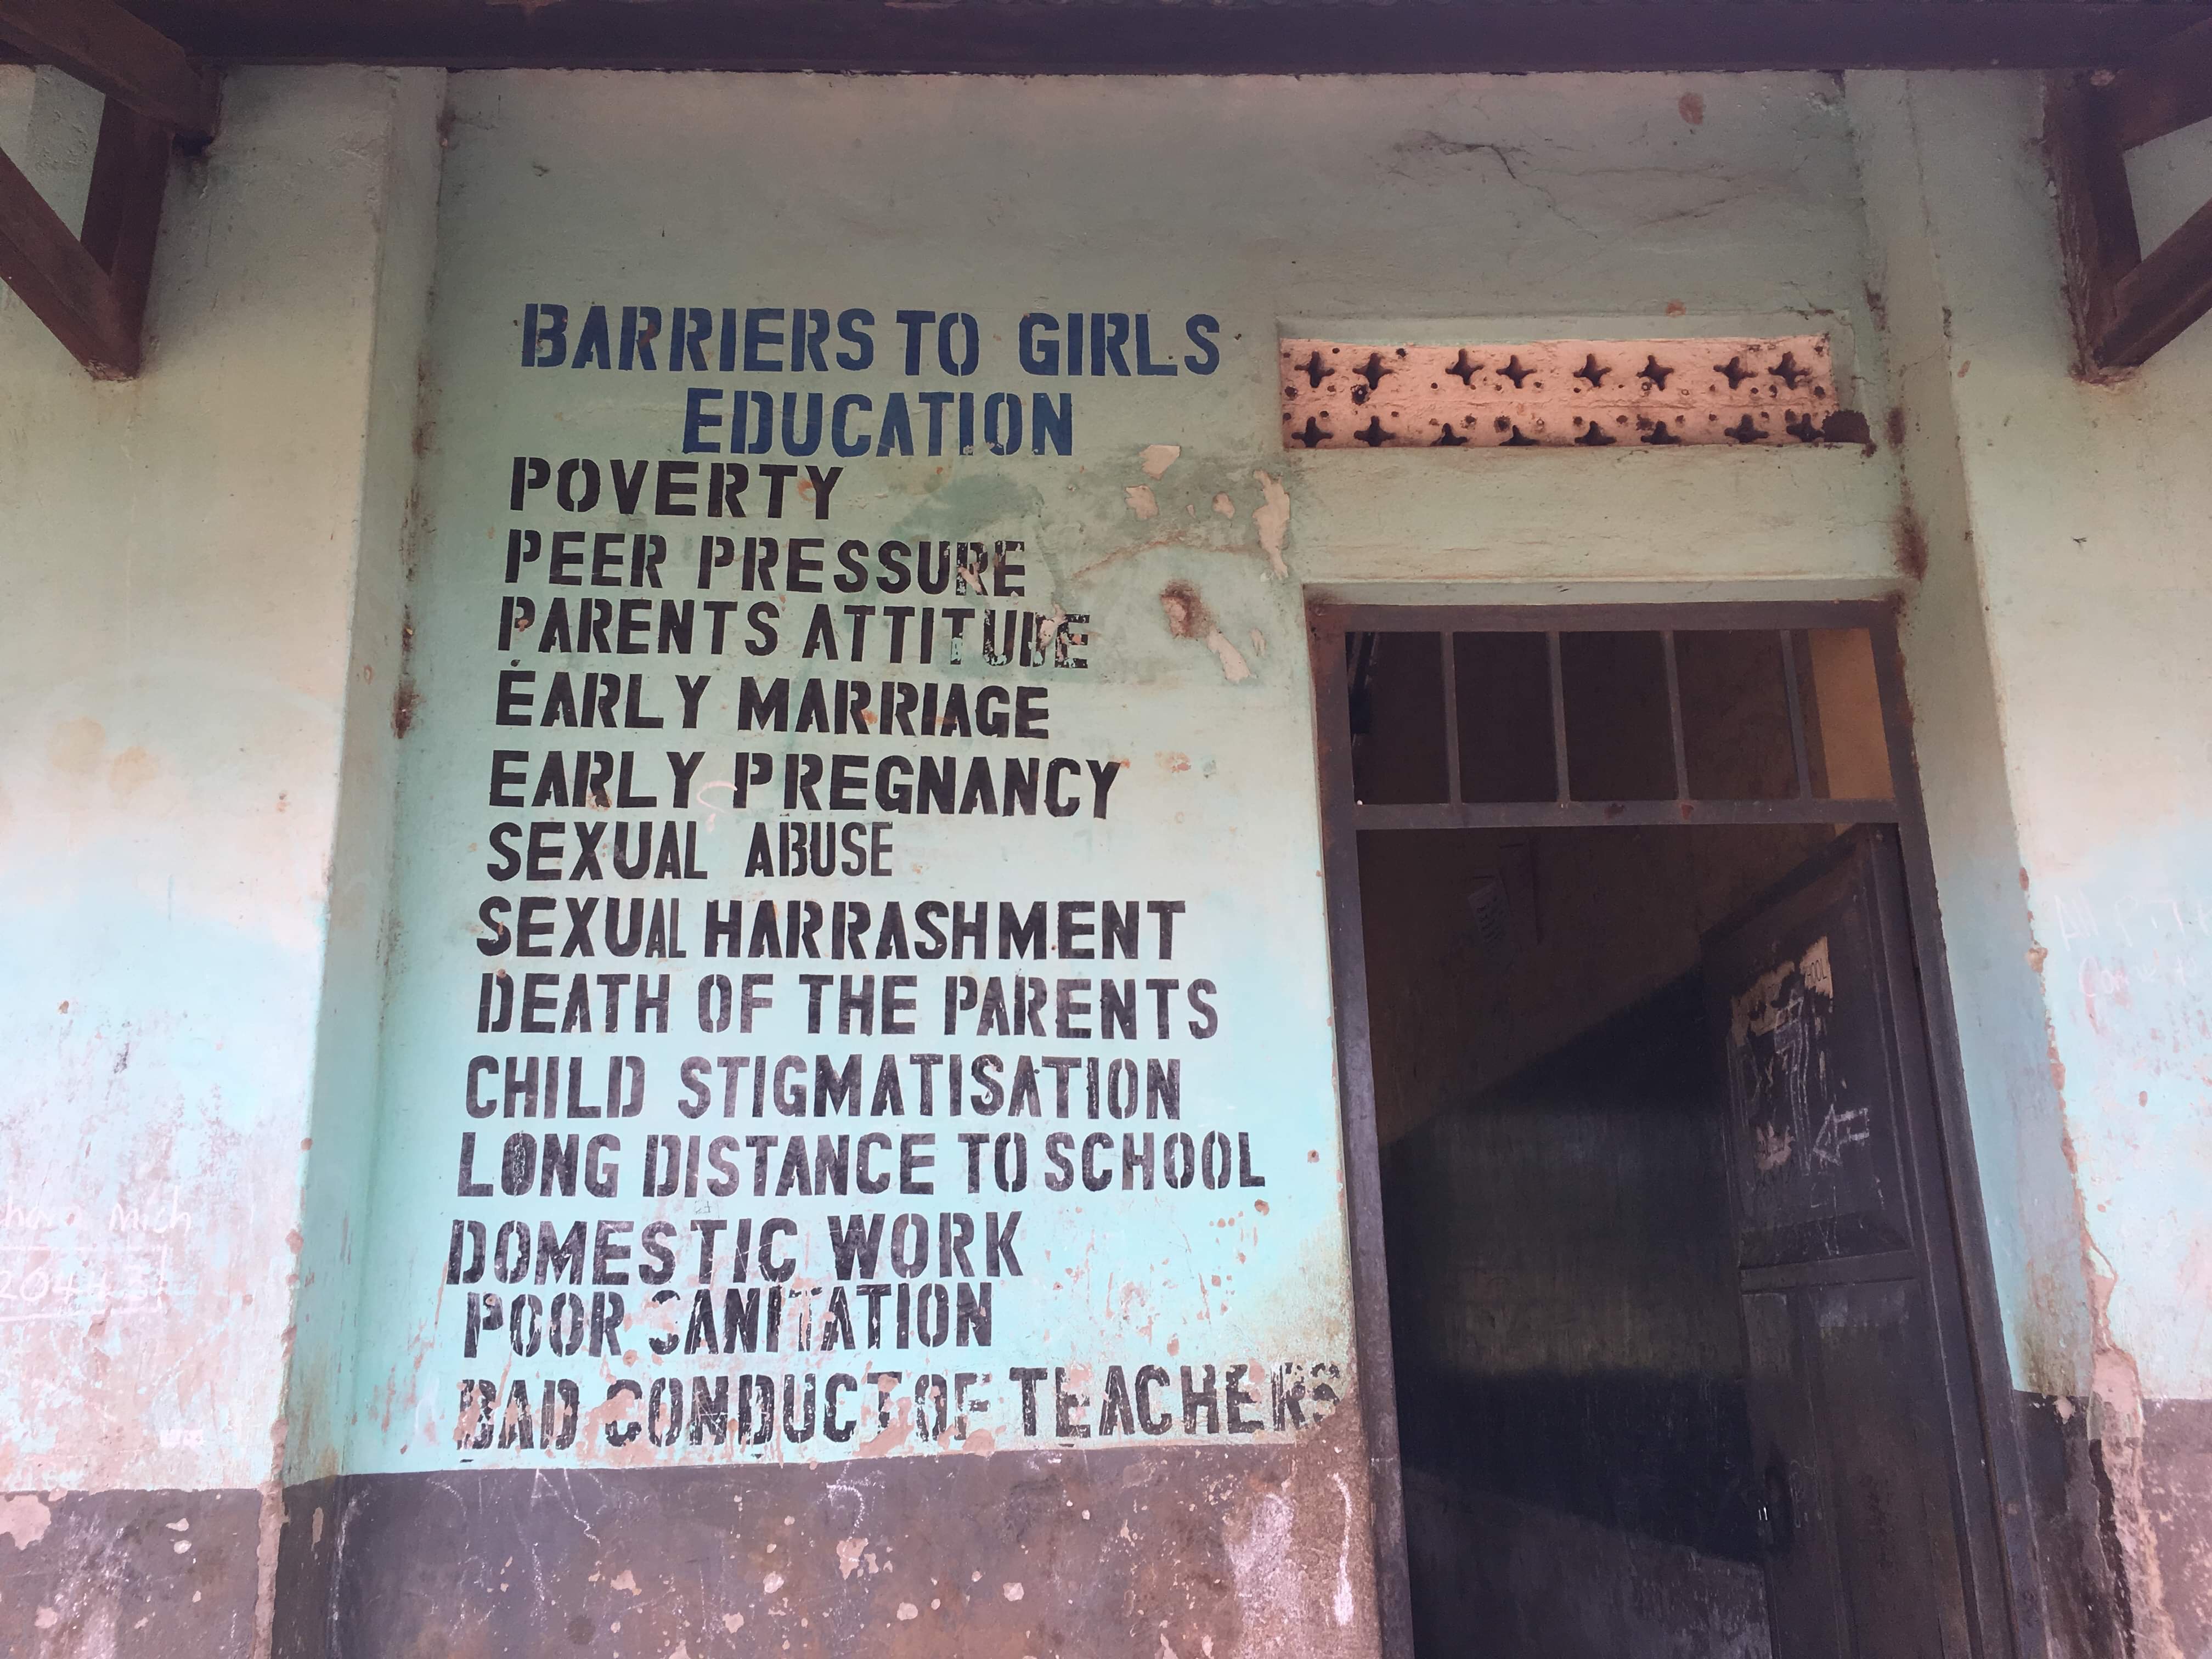 BARRIERS TO GIRLS
EDUCATION
POVERTY
PEER PRESSURE
PARENTS ATTITUDE
EARLY MARRIAGE
EARLY PREGNANCY
SEXUAL ABUSE
SEXUAL HARRASHMENT
DEATH OF THE PARENTS
CHILD STIGMATISATION
LONG DISTANCE TO SCHOOL
DOMESTIC WORK
POOR SANITATION
BAD CONDUCT OF TEACHERS